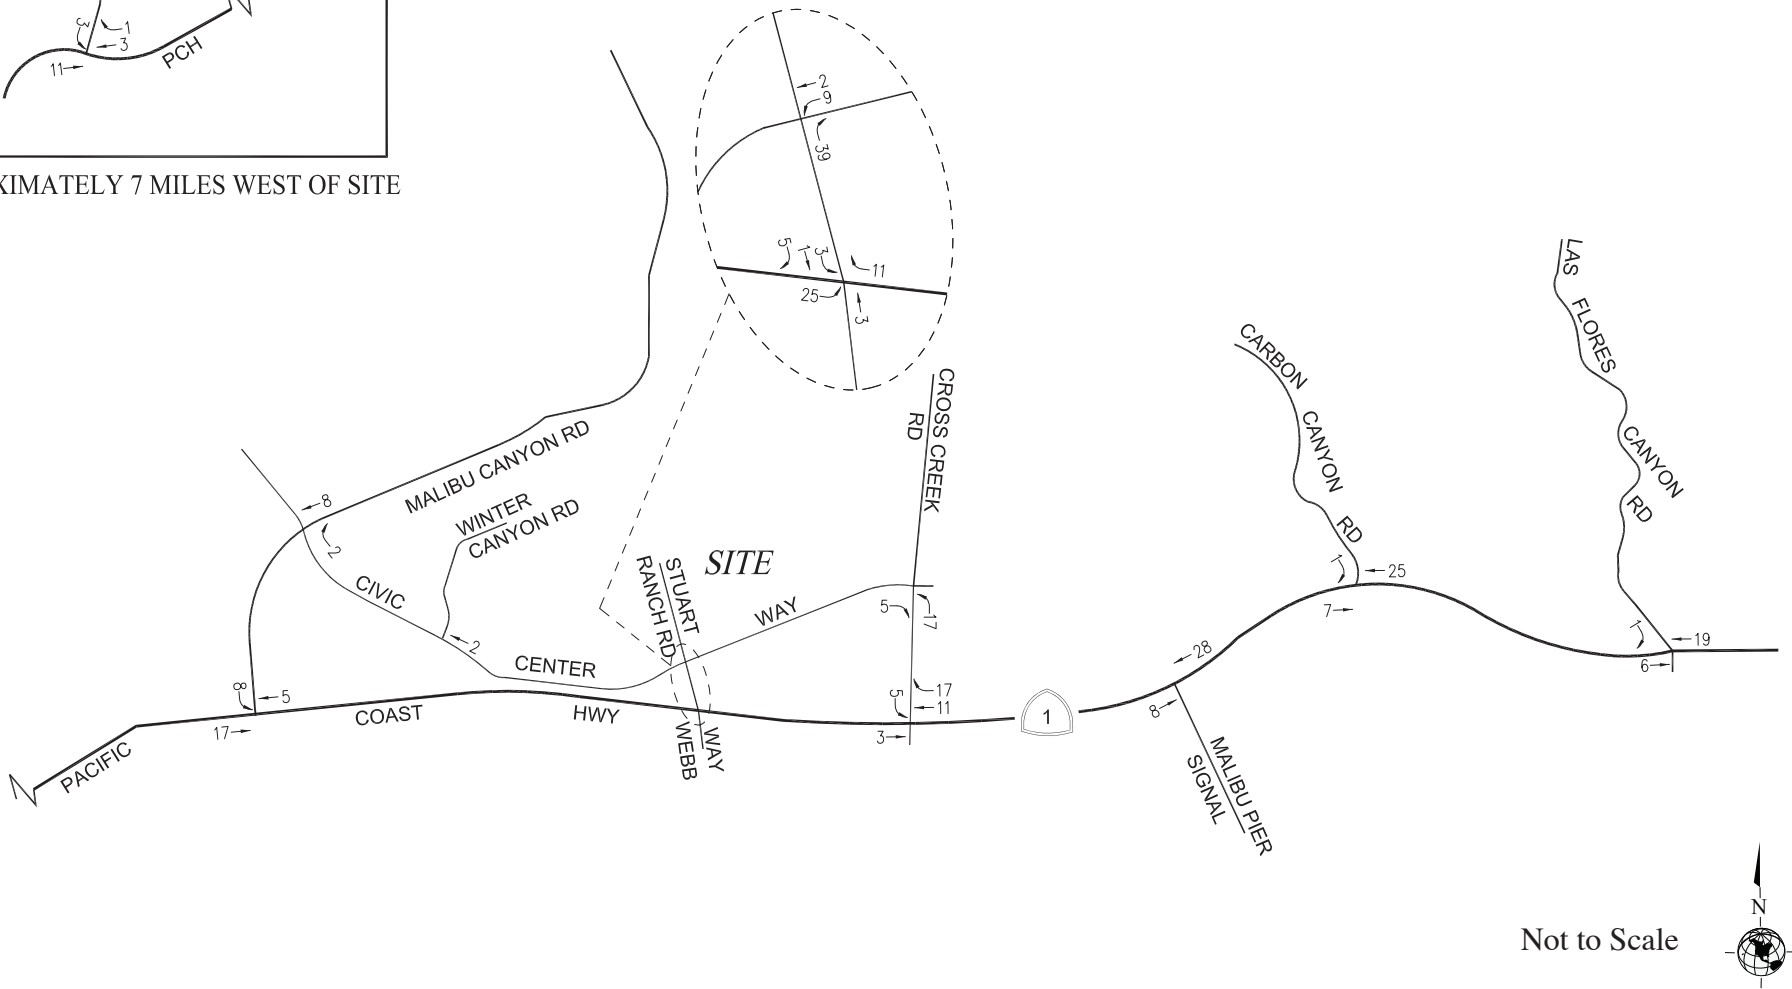 3
1
3
11
PCH
XIMATELY 7 MILES WEST OF SITE
2
9
39
5
1
3
11
25
3
LAS
FLORES
CANYON
RD
CARBON
CANYON
RD
CROSS CREEK
RD
MALIBU CANYON RD
8
2
WINTER
CANYON RD
SITE
STUART
RANCH RD
CIVIC
CENTER
WAY
2
5
17
1
25
7
1
19
6
8
5
17
5
17
11
3
28
8
1
PACIFIC
COAST
HWY
WEBB
WAY
MALIBU PIER
SIGNAL
N
Not to Scale